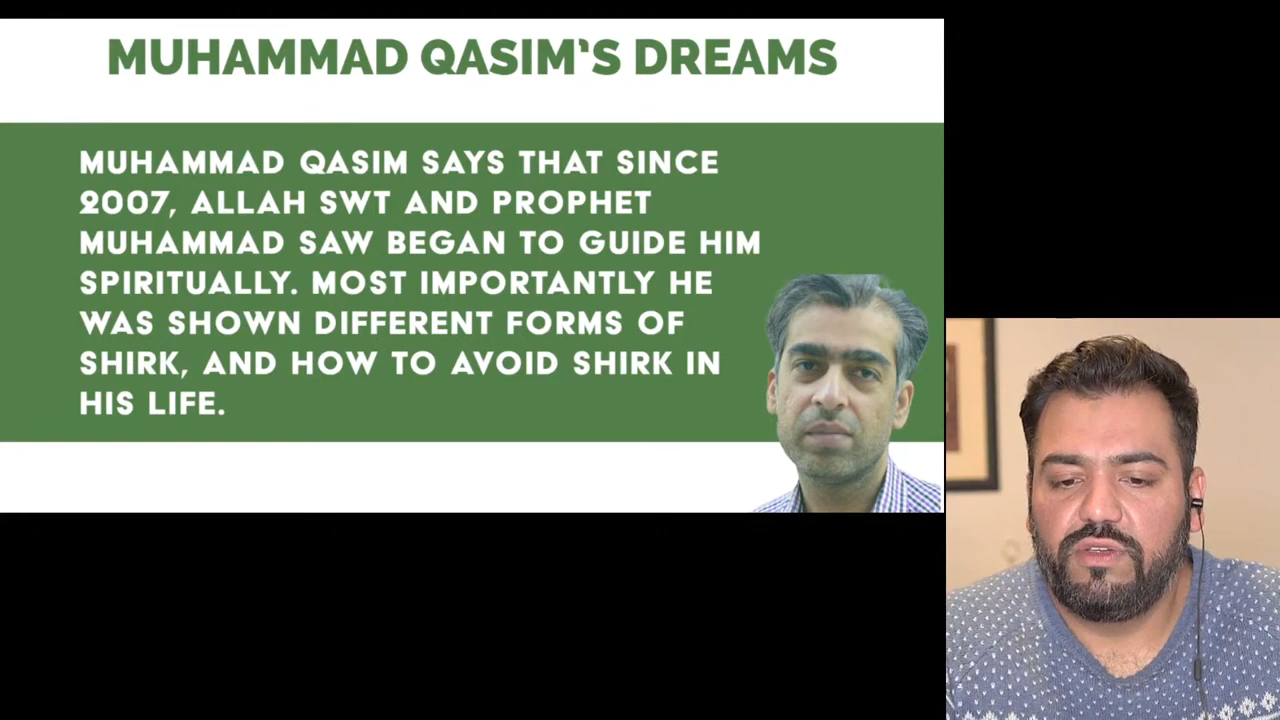 MUHAMMAD QASIM'S DREAMS
MUHAMMAD QASIM SAYS THAT SINCE
2007, ALLAH SWT AND PROPHET
MUHAMMAD SAW BEGAN TO GUIDE HIM
SPIRITUALLY. MOST IMPORTANTLY HE
WAS SHOWN DIFFERENT FORMS OF
SHIRK, AND HOW TO AVOID SHIRK IN
HIS LIFE.